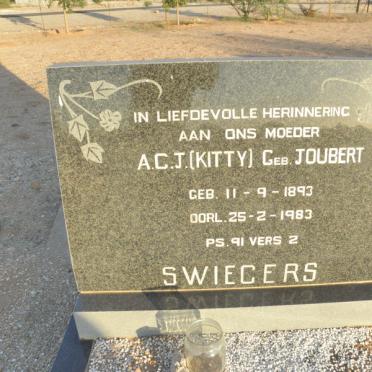 IN LIEFDEVOLLE HERINNERING
AAN ONS MOEDER
A.C.J.(KITTY) GEB. JOUBERT
GEB. 11-9-1893
OORL. 25-2-1983
PS. 91 VERS 2
SWIEGERS